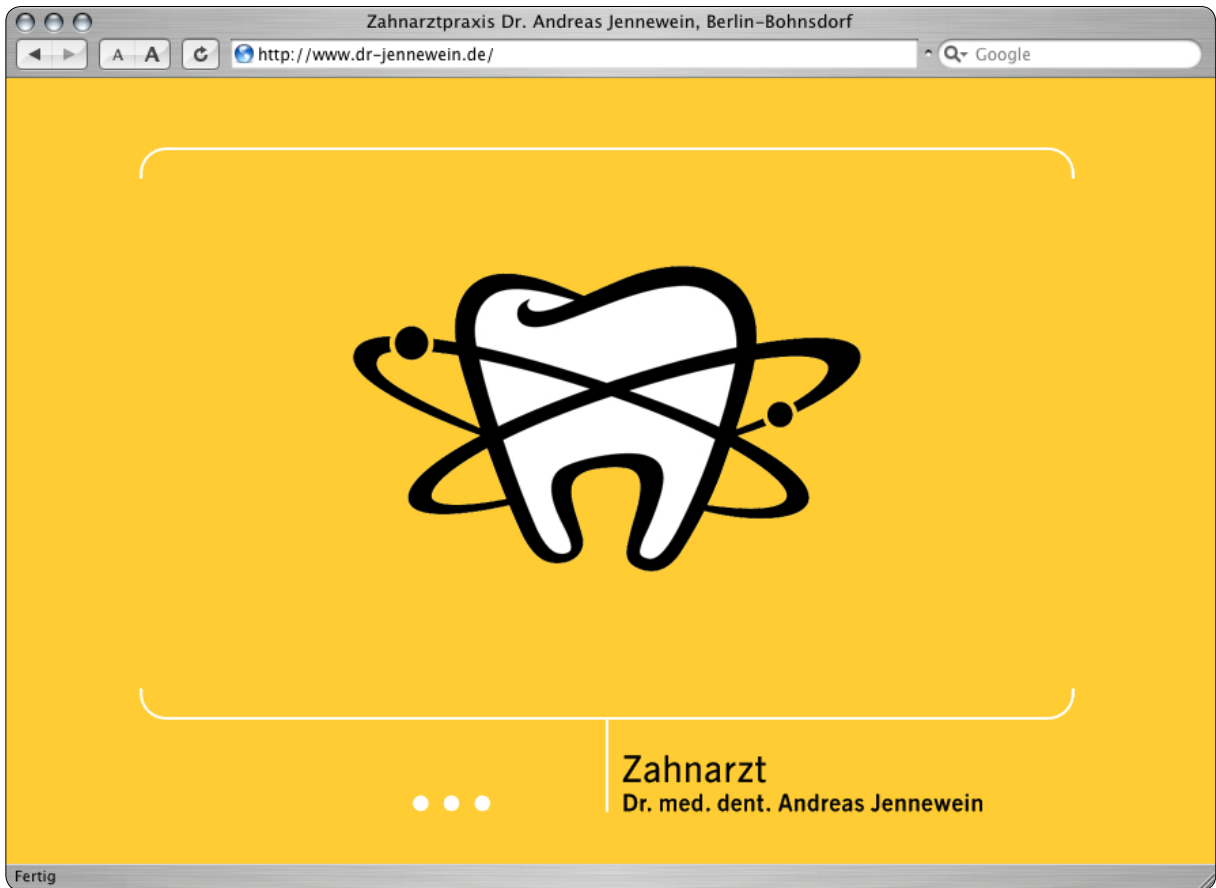 Zahnarztpraxis Dr. Andreas Jennewein, Berlin-Bohnsdorf
A A http://www.dr-jennewein.de/ Google
Zahnarzt
Dr. med. dent. Andreas Jennewein
Fertig